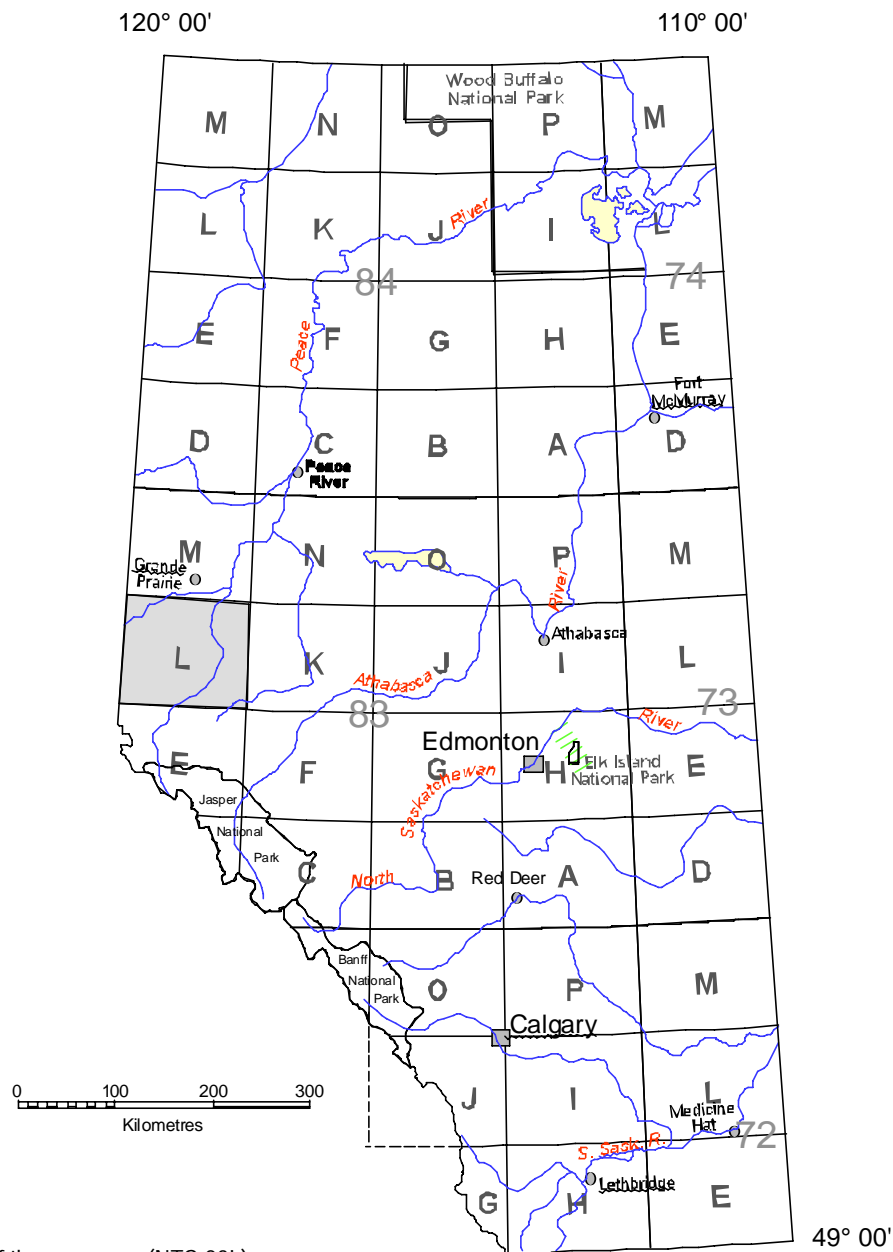 120° 00'
110° 00'
Wood Buffalo
National Park
M
N
O
P
M
L
K
J
River
I
L
84
74
E
Peace
F
G
H
E
Fort
McMurray
D
C
B
A
D
Peace
River
M
N
O
P
M
Grande
Prairie
River
Athabasca
L
K
Athabasca
J
I
L
83
73
River
Edmonton
E
F
G
H
Elk Island
National Park
E
Saskatchewan
Jasper
National
Park
C
North
B
Red Deer
A
D
Banff
National
Park
O
P
M
Calgary
0
100
200
300
Kilometres
J
I
L
Medicine
Hat
72
S. Sask. R.
Lethbridge
G
H
E
49° 00'